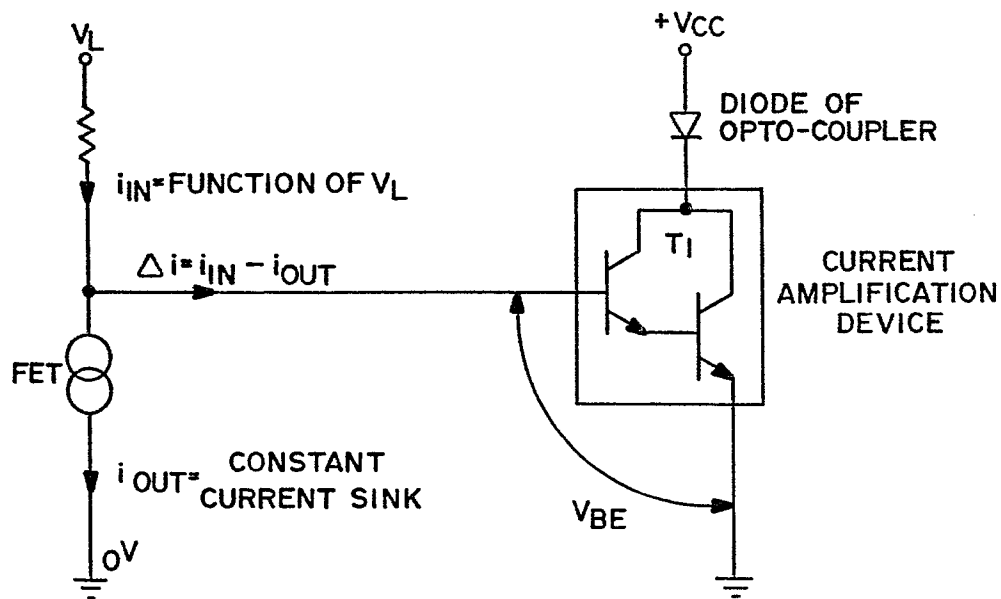 VL
+VCC
DIODE OF
OPTO-COUPLER
iIN=FUNCTION OF VL
Δi=iIN-iOUT
T1
CURRENT
AMPLIFICATION
DEVICE
FET
iOUT= CONSTANT
CURRENT SINK
VBE
0V